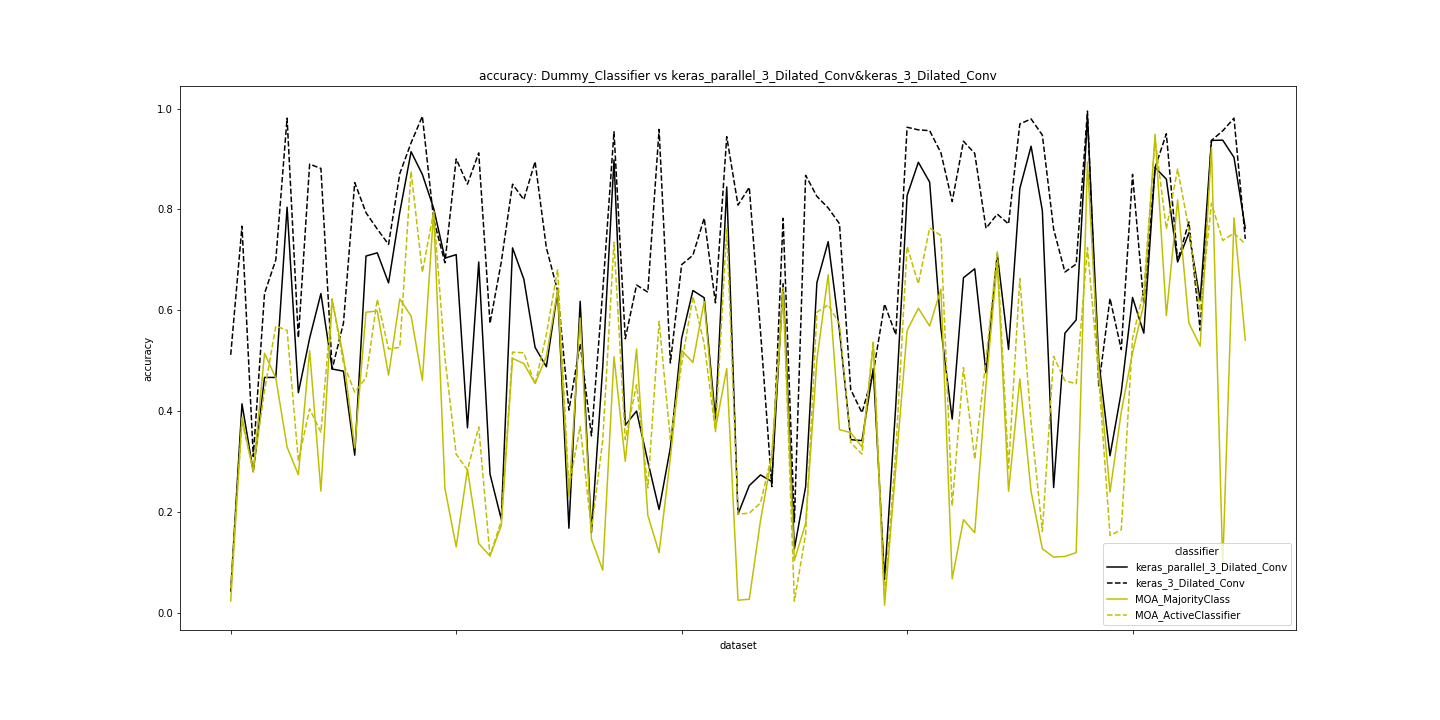 accuracy: Dummy_Classifier vs keras_parallel_3_Dilated_Conv&keras_3_Dilated_Conv
1.0
0.8
0.6
0.4
0.2
0.0
accuracy
dataset
classifier
keras_parallel_3_Dilated_Conv
keras_3_Dilated_Conv
MOA_MajorityClass
MOA_ActiveClassifier